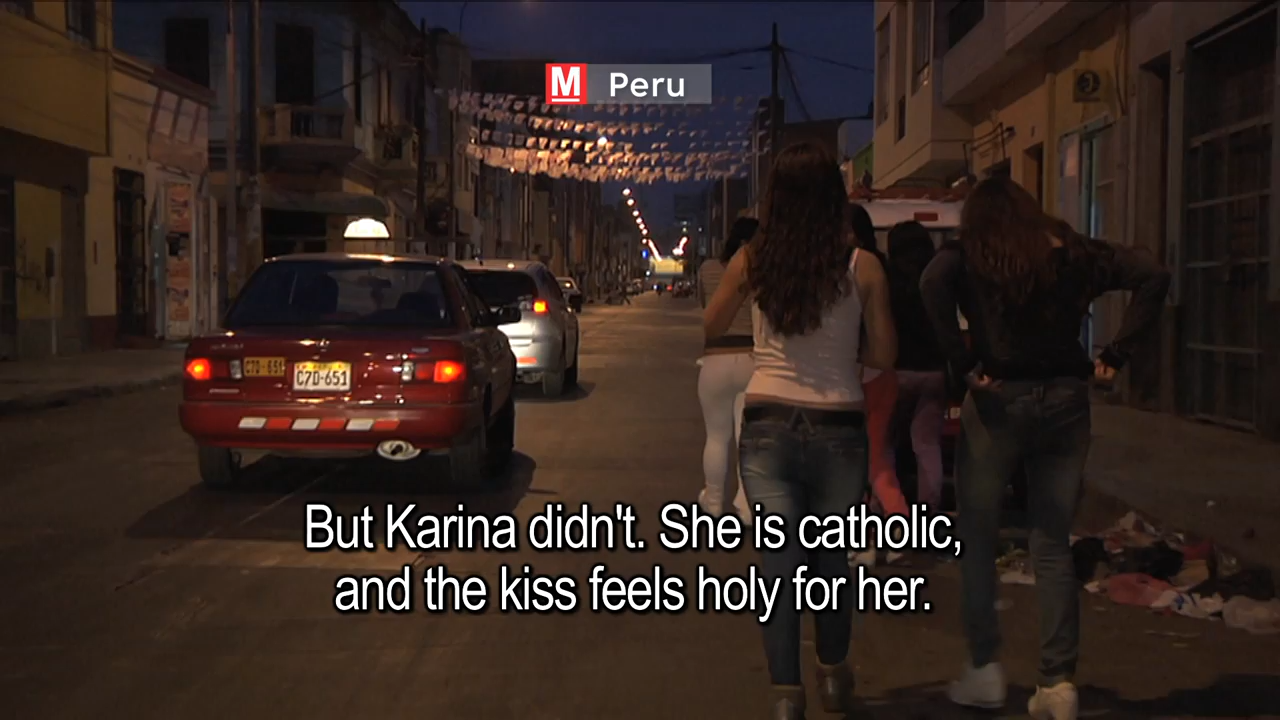 M Peru
C7D-651
C7D-651
But Karina didn't. She is catholic,
and the kiss feels holy for her.